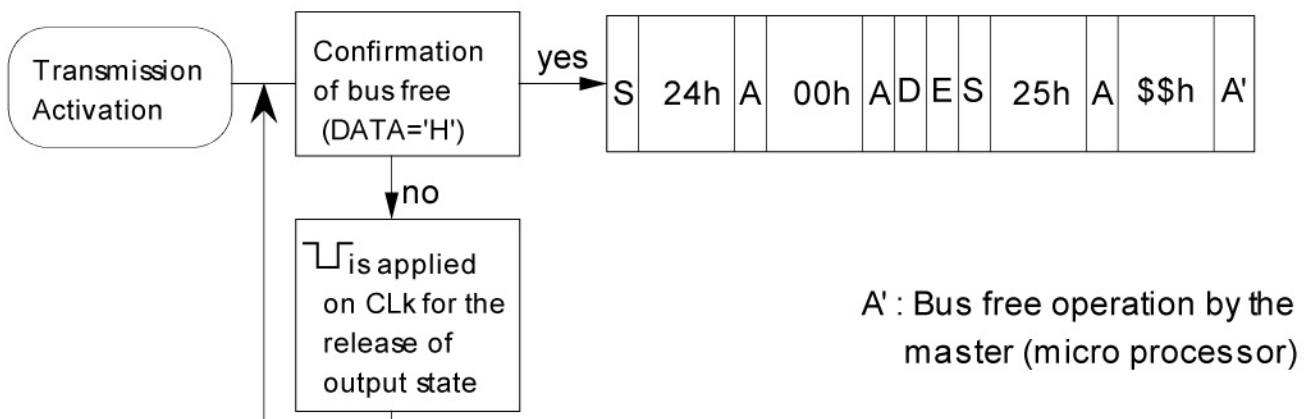 Transmission
Activation
Confirmation
of bus free
(DATA='H')
yes
S 24h A 00h A D E S 25h A $$h A'
no
is applied
on CLk for the
release of
output state
A' : Bus free operation by the
master (micro processor)